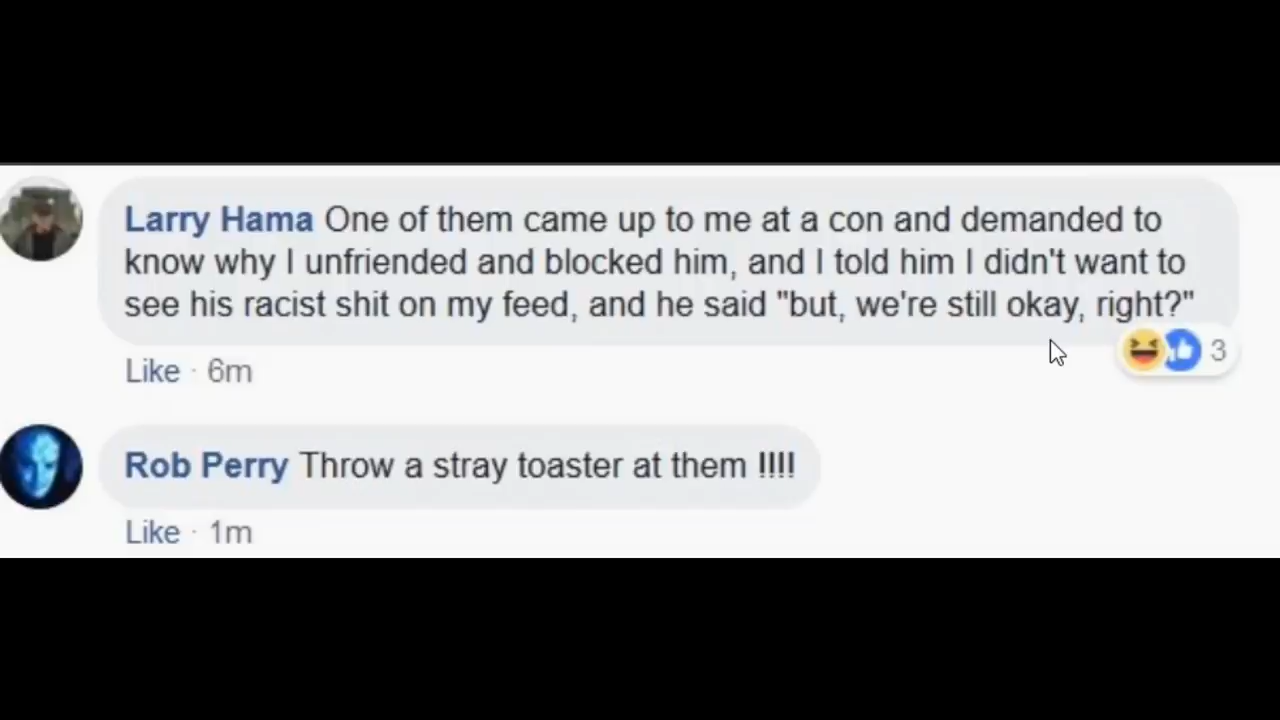 Larry Hama One of them came up to me at a con and demanded to
know why I unfriended and blocked him, and I told him I didn't want to
see his racist shit on my feed, and he said "but, we're still okay, right?"
3
Like · 6m
Rob Perry Throw a stray toaster at them !!!!
Like · 1m